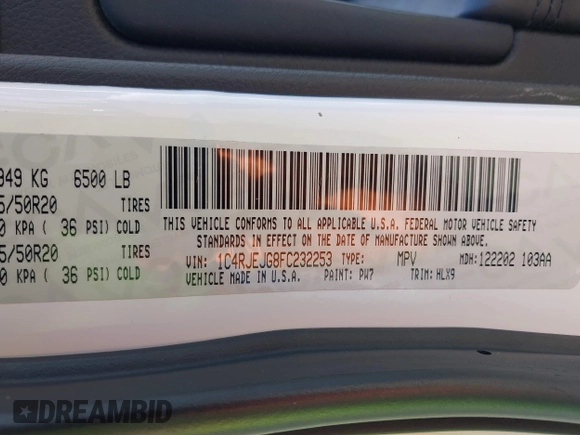 949 KG 6500 LB
5/50R20 TIRES
0 KPA ( 36 PSI) COLD
5/50R20 TIRES
0 KPA ( 36 PSI) COLD
THIS VEHICLE CONFORMS TO ALL APPLICABLE U.S.A. FEDERAL MOTOR VEHICLE SAFETY
STANDARDS IN EFFECT ON THE DATE OF MANUFACTURE SHOWN ABOVE.
VIN: 1C4RJEJG8FC232253 TYPE: MPV MDH:122202 103AA
VEHICLE MADE IN U.S.A. PAINT: PW7 TRIM: HLX9
DREAMBID